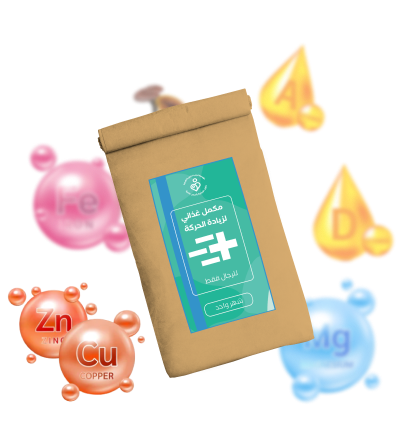 A
Fe
مكمل غذائي
لزيادة الحركة
للرجال فقط
شهر واحد
D
Zn
ZINC
Cu
COPPER
Mg